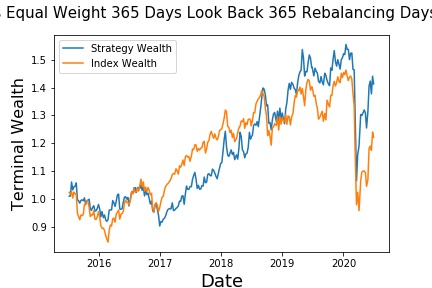 Equal Weight 365 Days Look Back 365 Rebalancing Days
Strategy Wealth
Index Wealth
Terminal Wealth
1.5
1.4
1.3
1.2
1.1
1.0
0.9
2016 2017 2018 2019 2020
Date